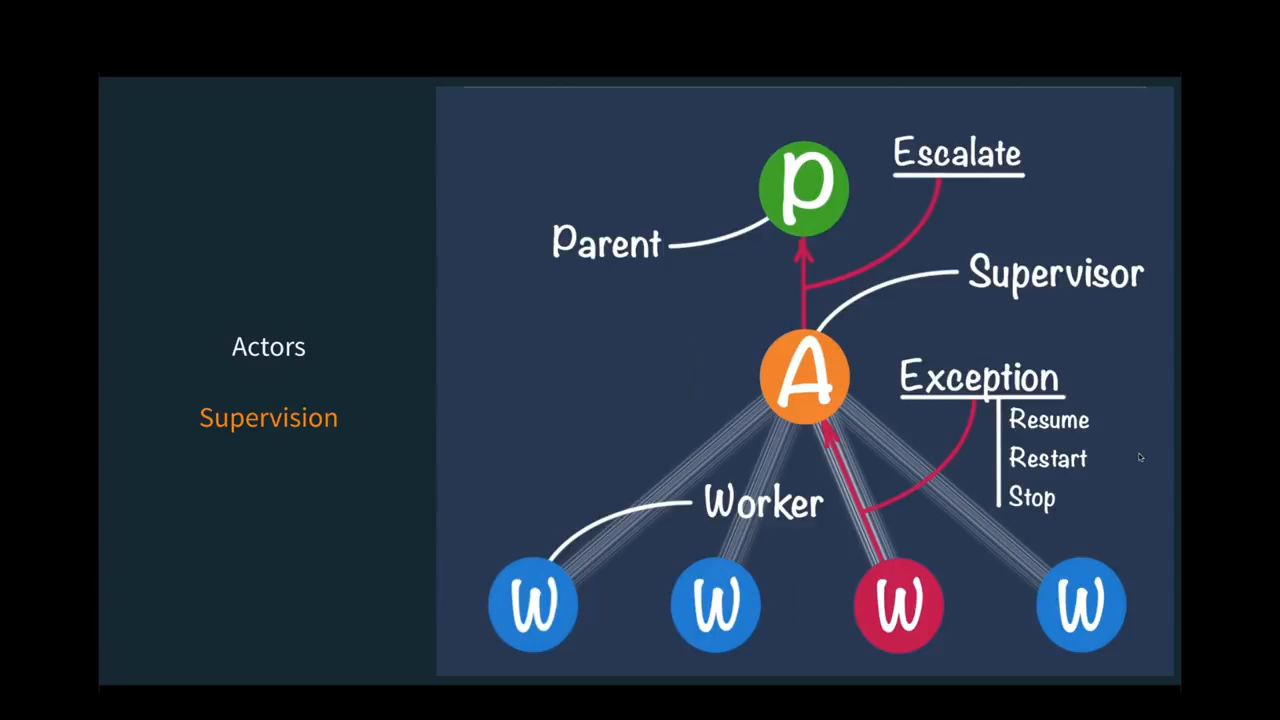 Actors
Supervision
P
Escalate
Parent
Supervisor
A
Exception
Resume
Restart
Stop
Worker
W
W
W
W